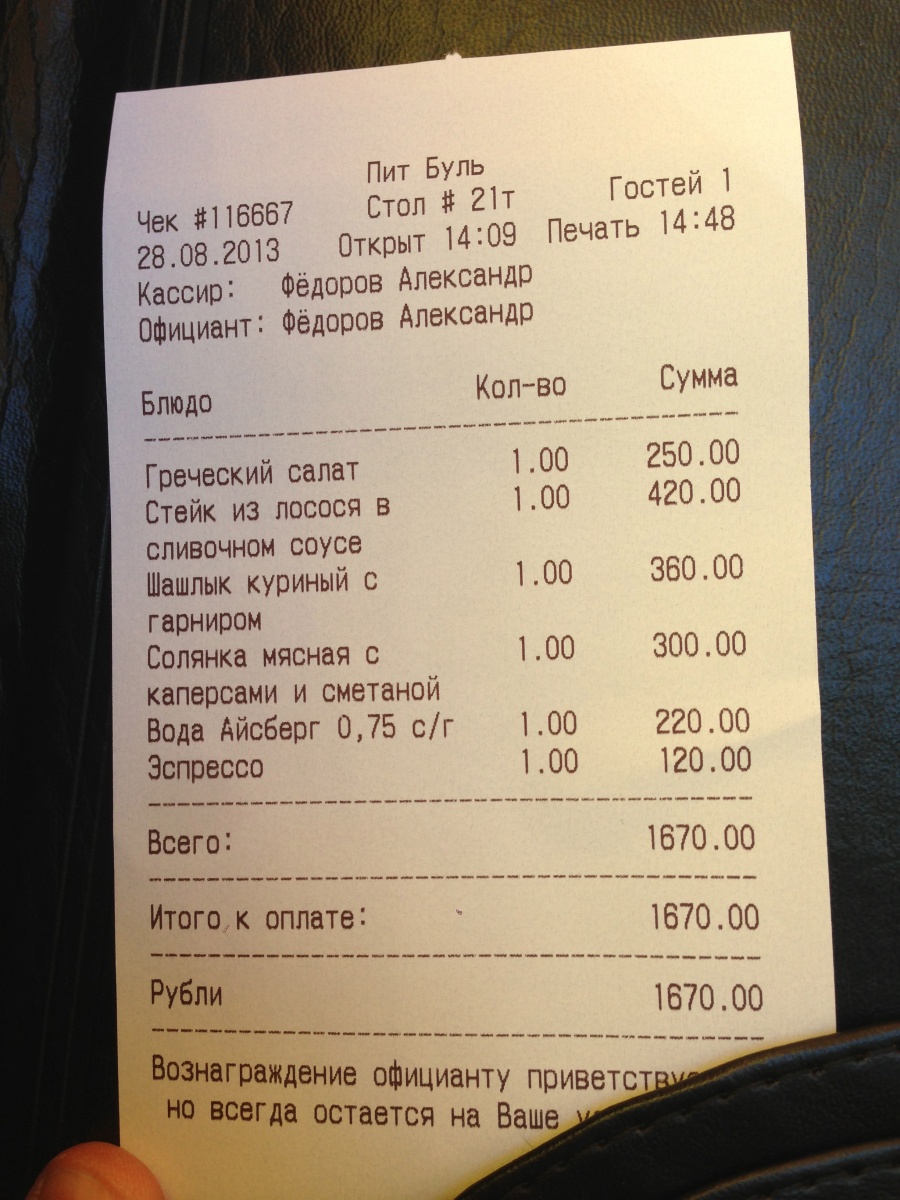 Пит Буль
Чек #116667 Стол # 21т Гостей 1
28.08.2013 Открыт 14:09 Печать 14:48
Кассир: Фёдоров Александр
Официант: Фёдоров Александр
Блюдо Кол-во Сумма
Греческий салат 1.00 250.00
Стейк из лосося в 1.00 420.00
сливочном соусе
Шашлык куриный с 1.00 360.00
гарниром
Солянка мясная с 1.00 300.00
каперсами и сметаной
Вода Айсберг 0,75 с/г 1.00 220.00
Эспрессо 1.00 120.00
Всего: 1670.00
Итого к оплате: 1670.00
Рубли 1670.00
Вознаграждение официанту
но всегда остается на Ваше